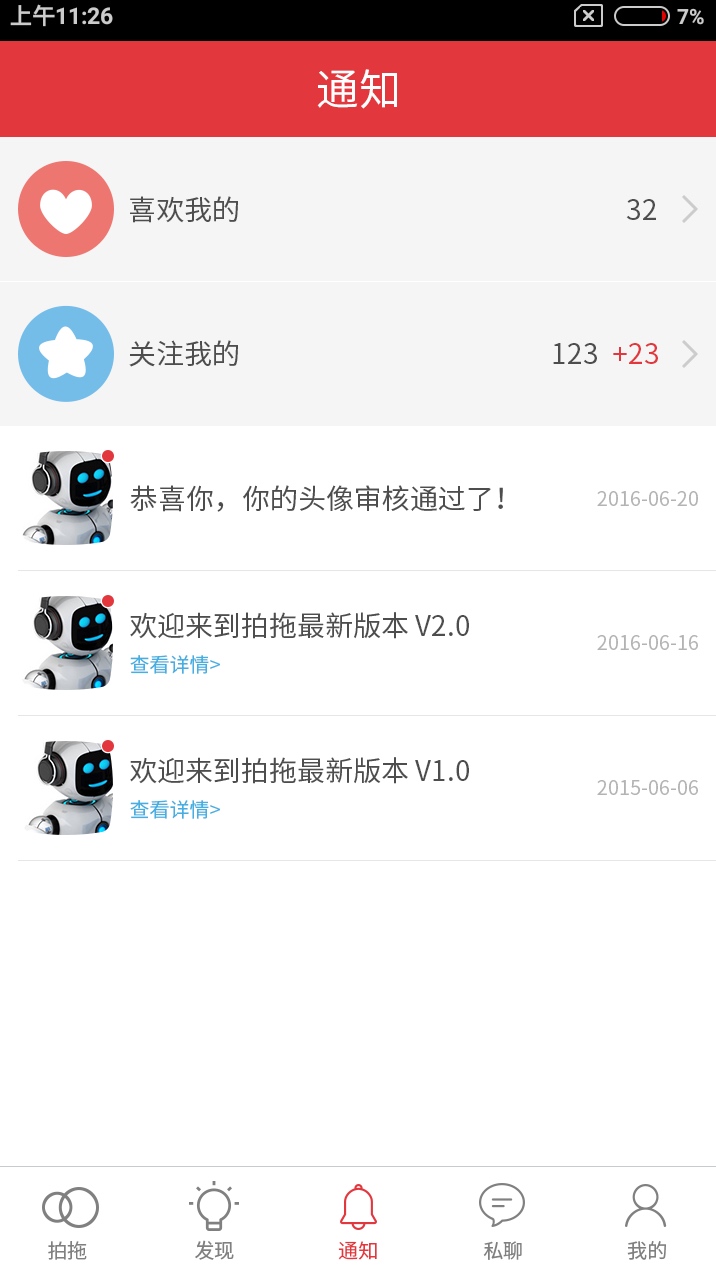 上午11:26
7%
通知
喜欢我的
32
关注我的
123 +23
恭喜你，你的头像审核通过了！
2016-06-20
欢迎来到拍拖最新版本 V2.0
2016-06-16
查看详情>
欢迎来到拍拖最新版本 V1.0
2015-06-06
查看详情>
拍拖
发现
通知
私聊
我的